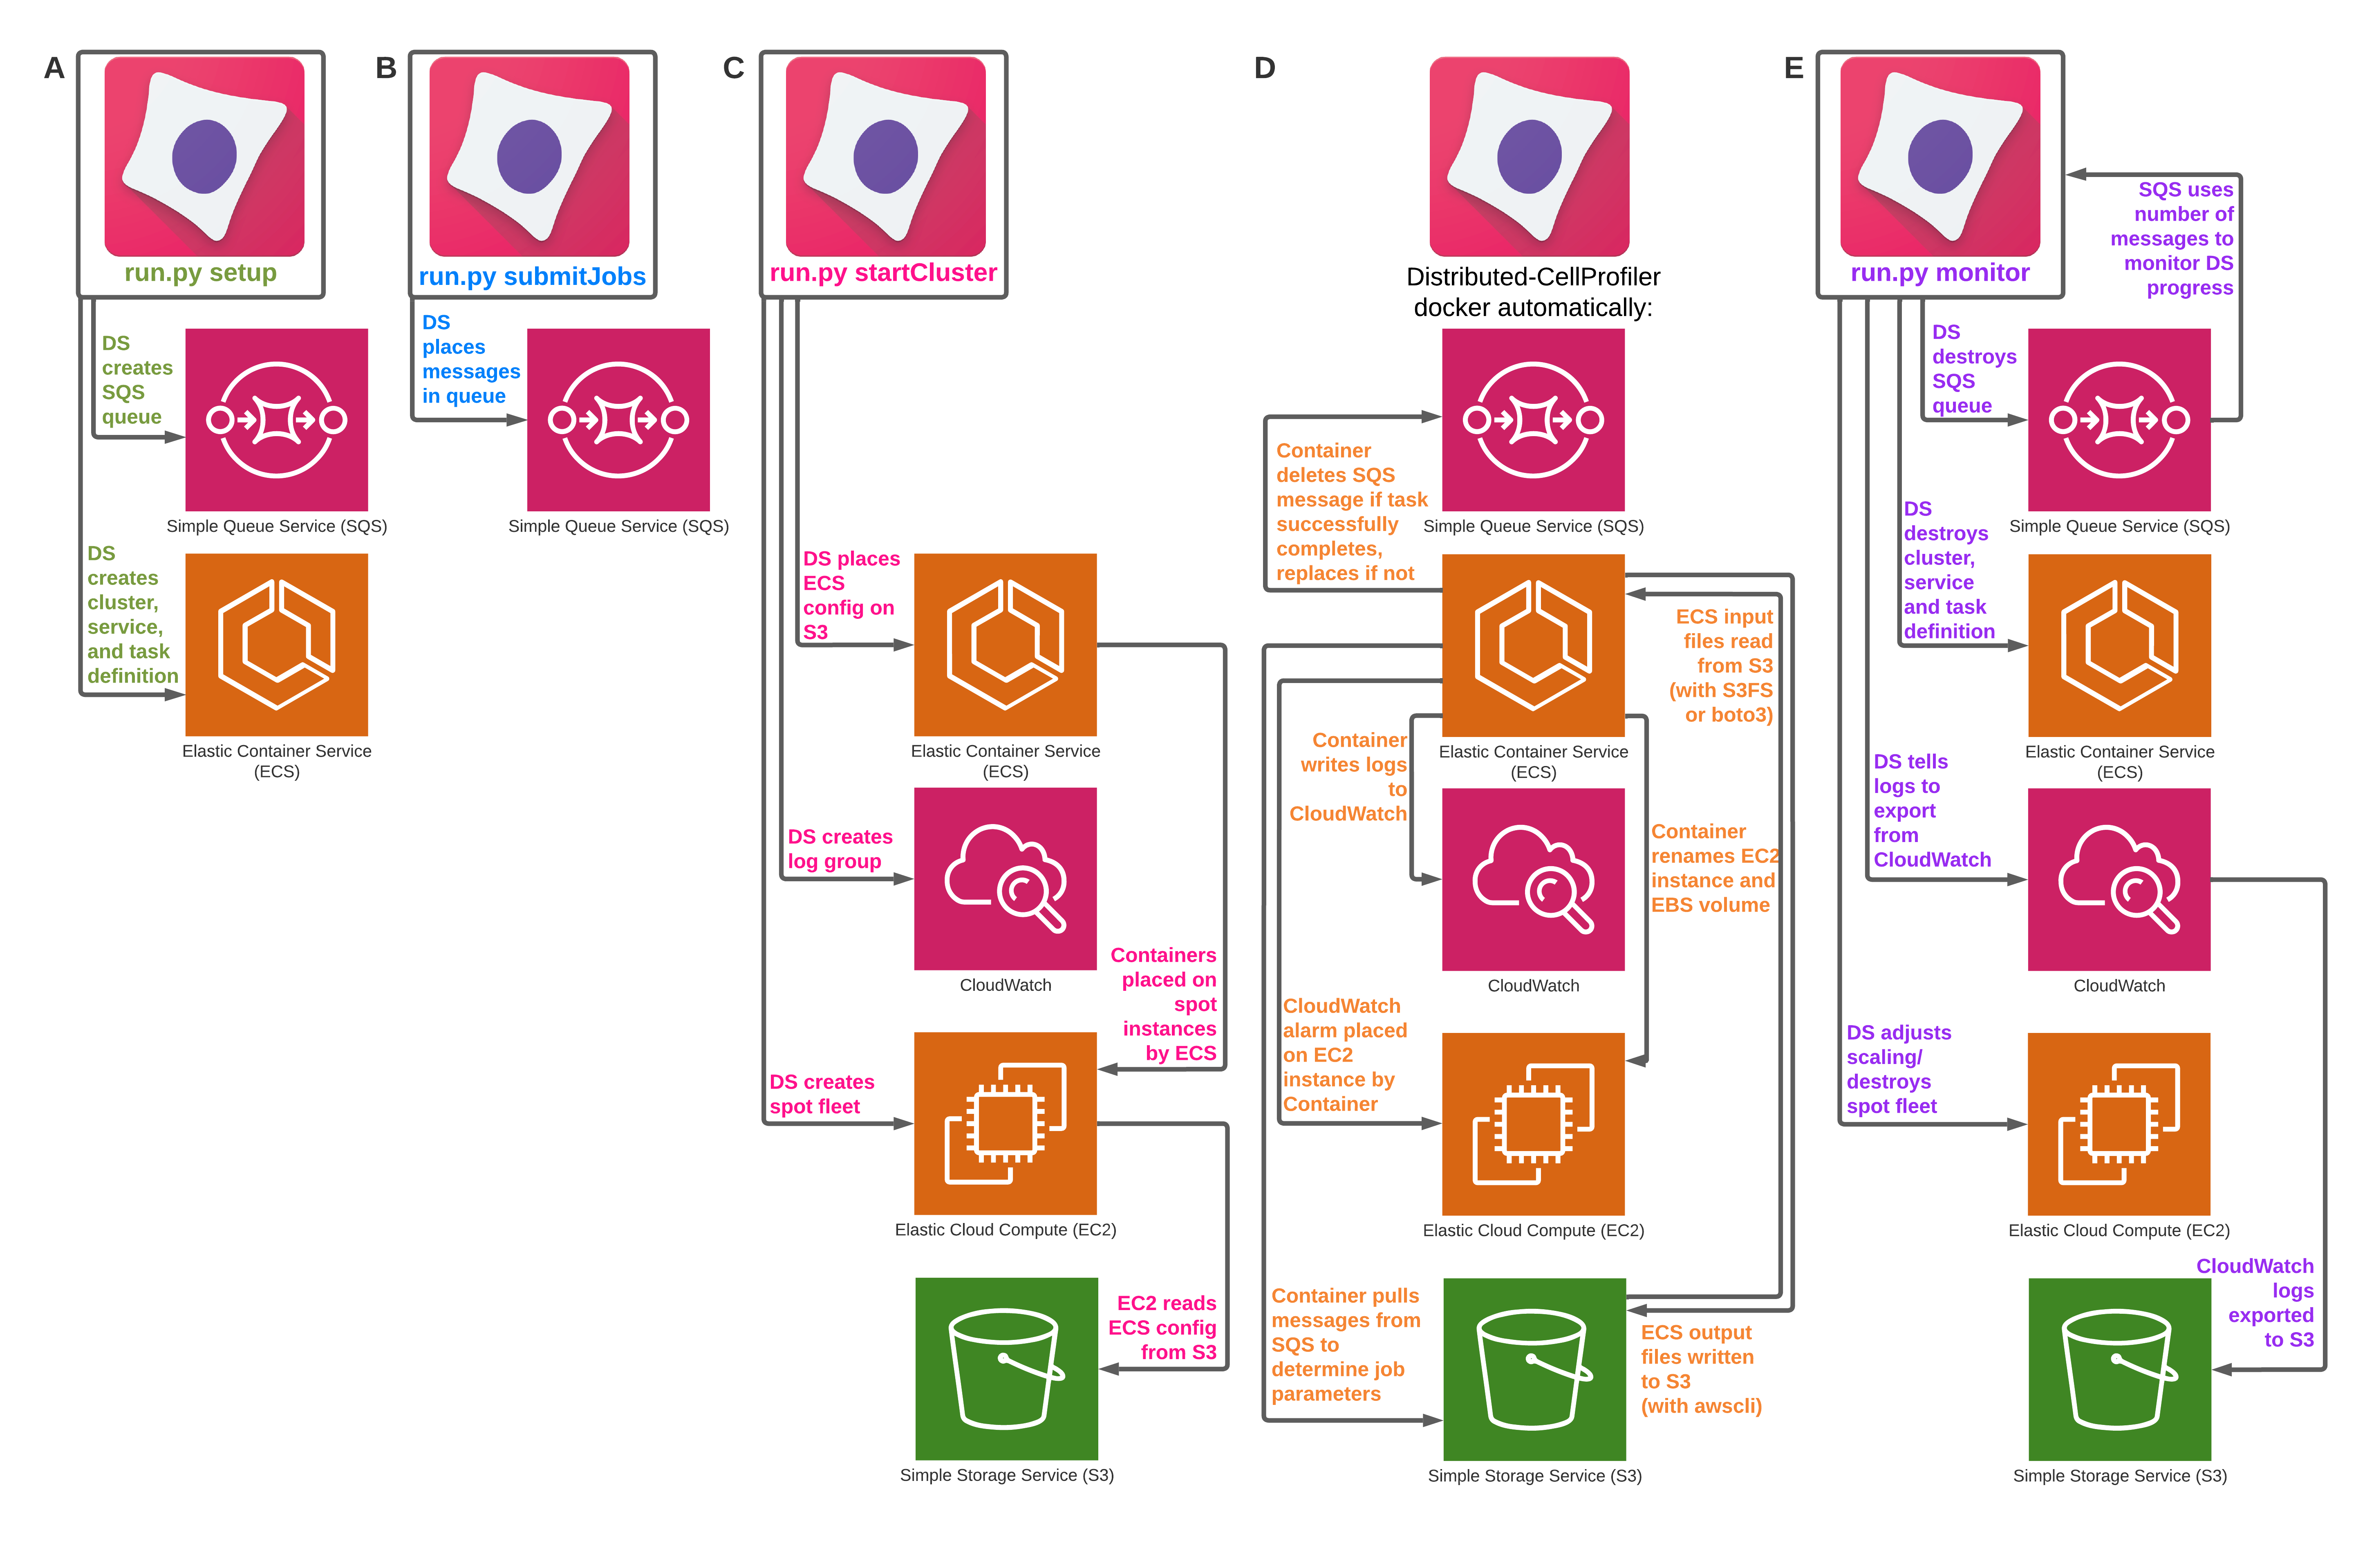 A
run.py setup
DS
creates
SQS
queue
Simple Queue Service (SQS)
DS
creates
cluster,
service,
and task
definition
Elastic Container Service
(ECS)
B
run.py submitJobs
DS
places
messages
in queue
Simple Queue Service (SQS)
C
run.py startCluster
DS places
ECS
config on
S3
Elastic Container Service
(ECS)
DS creates
log group
CloudWatch
Containers
placed on
spot
instances
by ECS
DS creates
spot fleet
Elastic Cloud Compute (EC2)
EC2 reads
ECS config
from S3
Simple Storage Service (S3)
D
Distributed-CellProfiler
docker automatically:
Container
deletes SQS
message if task
successfully
completes,
replaces if not
Simple Queue Service (SQS)
ECS input
files read
from S3
(with S3FS
or boto3)
Elastic Container Service
(ECS)
Container
writes logs
to
CloudWatch
Container
renames EC2
instance and
EBS volume
CloudWatch
CloudWatch
alarm placed
on EC2
instance by
Container
Elastic Cloud Compute (EC2)
Container pulls
messages from
SQS to
determine job
parameters
ECS output
files written
to S3
(with awscli)
Simple Storage Service (S3)
E
run.py monitor
SQS uses
number of
messages to
monitor DS
progress
DS
destroys
SQS
queue
Simple Queue Service (SQS)
DS
destroys
cluster,
service
and task
definition
Elastic Container Service
(ECS)
DS tells
logs to
export
from
CloudWatch
CloudWatch
DS adjusts
scaling/
destroys
spot fleet
Elastic Cloud Compute (EC2)
CloudWatch
logs
exported
to S3
Simple Storage Service (S3)